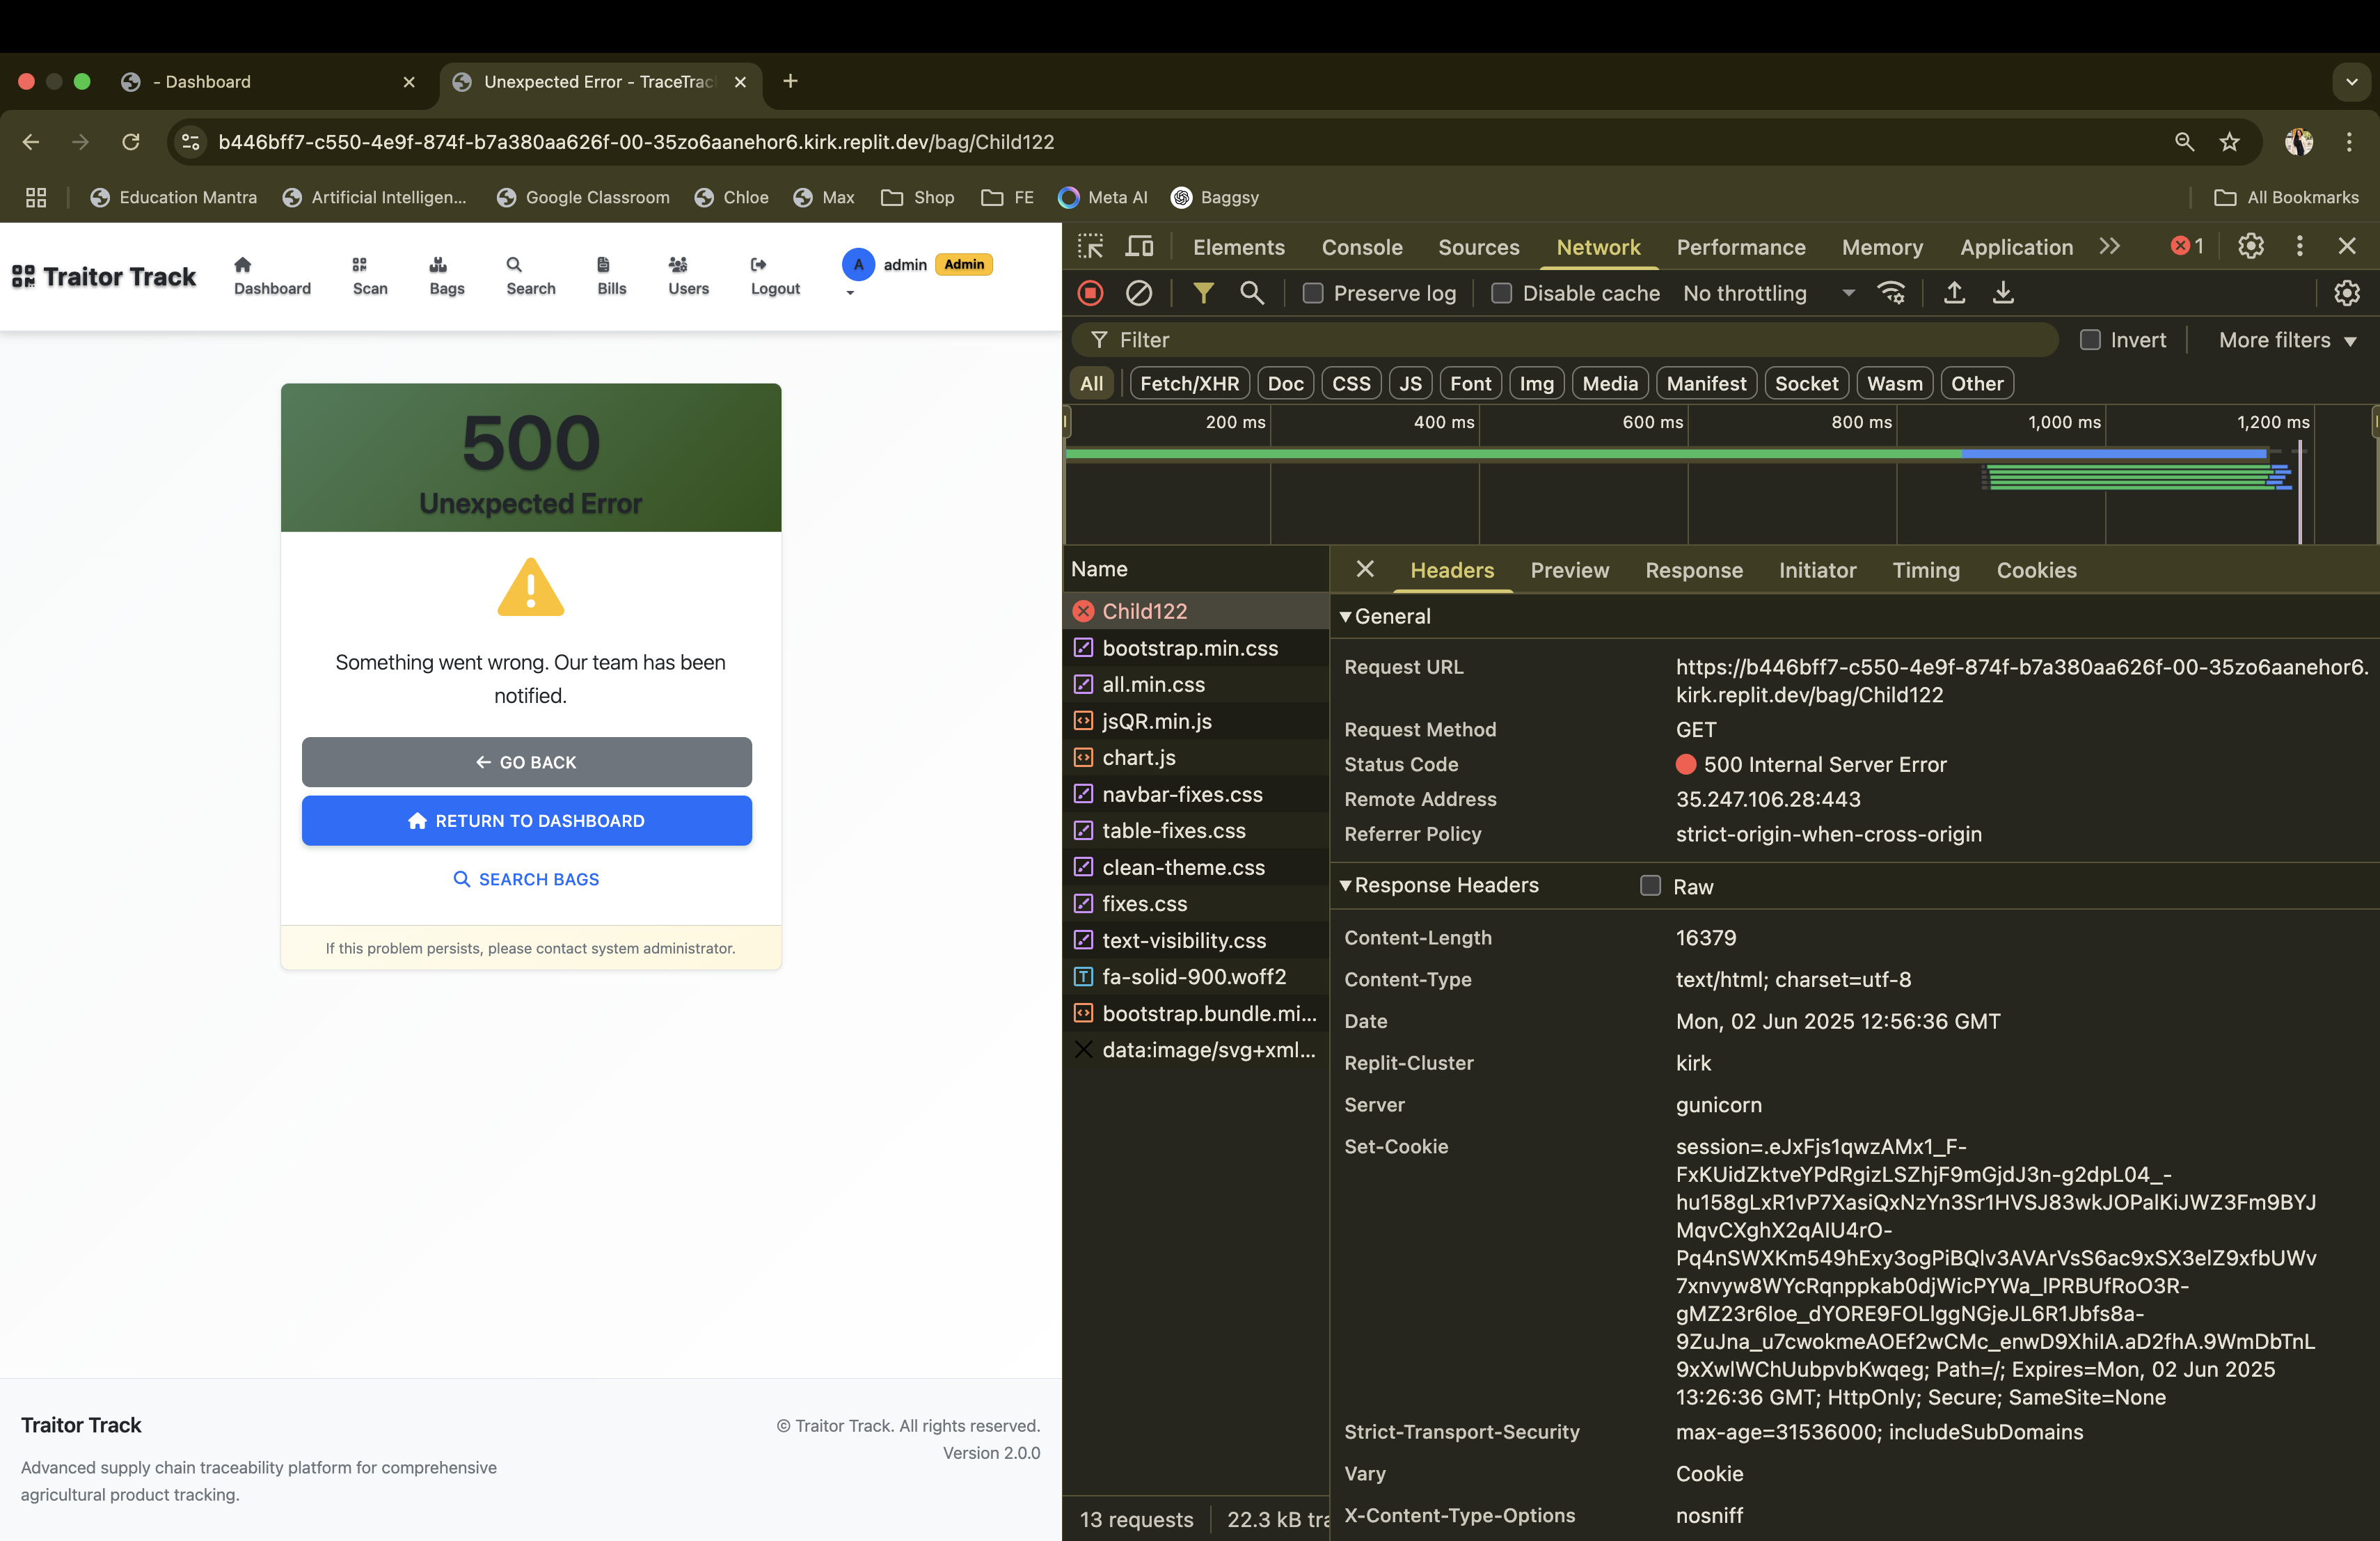 - Dashboard
Unexpected Error - TraceTrac
b446bff7-c550-4e9f-874f-b7a380aa626f-00-35zo6aanehor6.kirk.replit.dev/bag/Child122
Education Mantra
Artificial Intelligen...
Google Classroom
Chloe
Max
Shop
FE
Meta AI
Baggsy
All Bookmarks
Traitor Track
Dashboard
Scan
Bags
Search
Bills
Users
Logout
A
admin
Admin
500
Unexpected Error
Something went wrong. Our team has been
notified.
GO BACK
RETURN TO DASHBOARD
SEARCH BAGS
If this problem persists, please contact system administrator.
Traitor Track
Advanced supply chain traceability platform for comprehensive
agricultural product tracking.
© Traitor Track. All rights reserved.
Version 2.0.0
Elements
Console
Sources
Network
Performance
Memory
Application
1
Preserve log
Disable cache
No throttling
Filter
Invert
More filters
All
Fetch/XHR
Doc
CSS
JS
Font
Img
Media
Manifest
Socket
Wasm
Other
200 ms
400 ms
600 ms
800 ms
1,000 ms
1,200 ms
Name
Child122
bootstrap.min.css
all.min.css
jsQR.min.js
chart.js
navbar-fixes.css
table-fixes.css
clean-theme.css
fixes.css
text-visibility.css
fa-solid-900.woff2
bootstrap.bundle.mi...
data:image/svg+xml...
13 requests
22.3 kB tra
Headers
Preview
Response
Initiator
Timing
Cookies
General
Request URL
https://b446bff7-c550-4e9f-874f-b7a380aa626f-00-35zo6aanehor6.
kirk.replit.dev/bag/Child122
Request Method
GET
Status Code
500 Internal Server Error
Remote Address
35.247.106.28:443
Referrer Policy
strict-origin-when-cross-origin
Response Headers
Raw
Content-Length
16379
Content-Type
text/html; charset=utf-8
Date
Mon, 02 Jun 2025 12:56:36 GMT
Replit-Cluster
kirk
Server
gunicorn
Set-Cookie
session=.eJxFjs1qwzAMx1_F-
FxKUidZktveYPdRgizLSZhjF9mGjdJ3n-g2dpL04_-
hu158gLxR1vP7XasiQxNzYn3Sr1HVSJ83wkJOPalKiJWZ3Fm9BYJ
MqvCXghX2qAIU4rO-
Pq4nSWXKm549hExy3ogPiBQlv3AVArVsS6ac9xSX3elZ9xfbUWv
7xnvyw8WYcRqnppkab0djWicPYWa_lPRBUfRoO3R-
gMZ23r6Ioe_dYORE9FOLlggNGjeJL6R1Jbfs8a-
9ZuJna_u7cwokmeAOEf2wCMc_enwD9XhiIA.aD2fhA.9WmDbTnL
9xXwlWChUubpvbKwqeg; Path=/; Expires=Mon, 02 Jun 2025
13:26:36 GMT; HttpOnly; Secure; SameSite=None
Strict-Transport-Security
max-age=31536000; includeSubDomains
Vary
Cookie
X-Content-Type-Options
nosniff